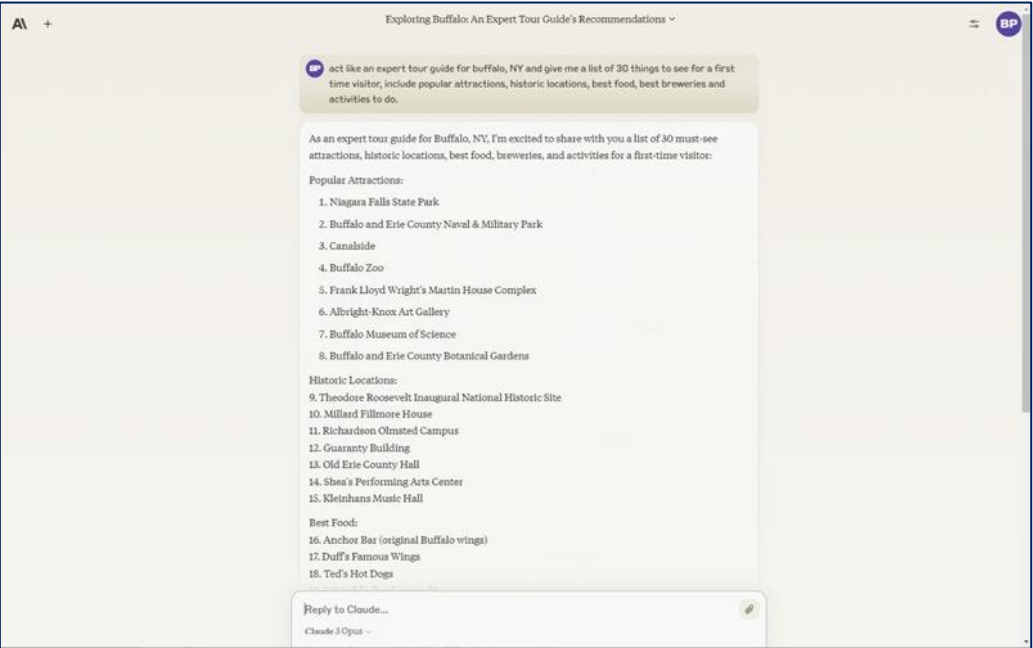 A\ + Exploring Buffalo: An Expert Tour Guide's Recommendations BP
BP act like an expert tour guide for buffalo, NY and give me a list of 30 things to see for a first
time visitor, include popular attractions, historic locations, best food, best breweries and
activities to do.
As an expert tour guide for Buffalo, NY, I'm excited to share with you a list of 30 must-see
attractions, historic locations, best food, breweries, and activities for a first-time visitor:
Popular Attractions:
1. Niagara Falls State Park
2. Buffalo and Erie County Naval & Military Park
3. Canalside
4. Buffalo Zoo
5. Frank Lloyd Wright's Martin House Complex
6. Albright-Knox Art Gallery
7. Buffalo Museum of Science
8. Buffalo and Erie County Botanical Gardens
Historic Locations:
9. Theodore Roosevelt Inaugural National Historic Site
10. Millard Fillmore House
11. Richardson Olmsted Campus
12. Guaranty Building
13. Old Erie County Hall
14. Shea's Performing Arts Center
15. Kleinhans Music Hall
Best Food:
16. Anchor Bar (original Buffalo wings)
17. Duff's Famous Wings
18. Ted's Hot Dogs
Reply to Claude...
Claude 3 Opus